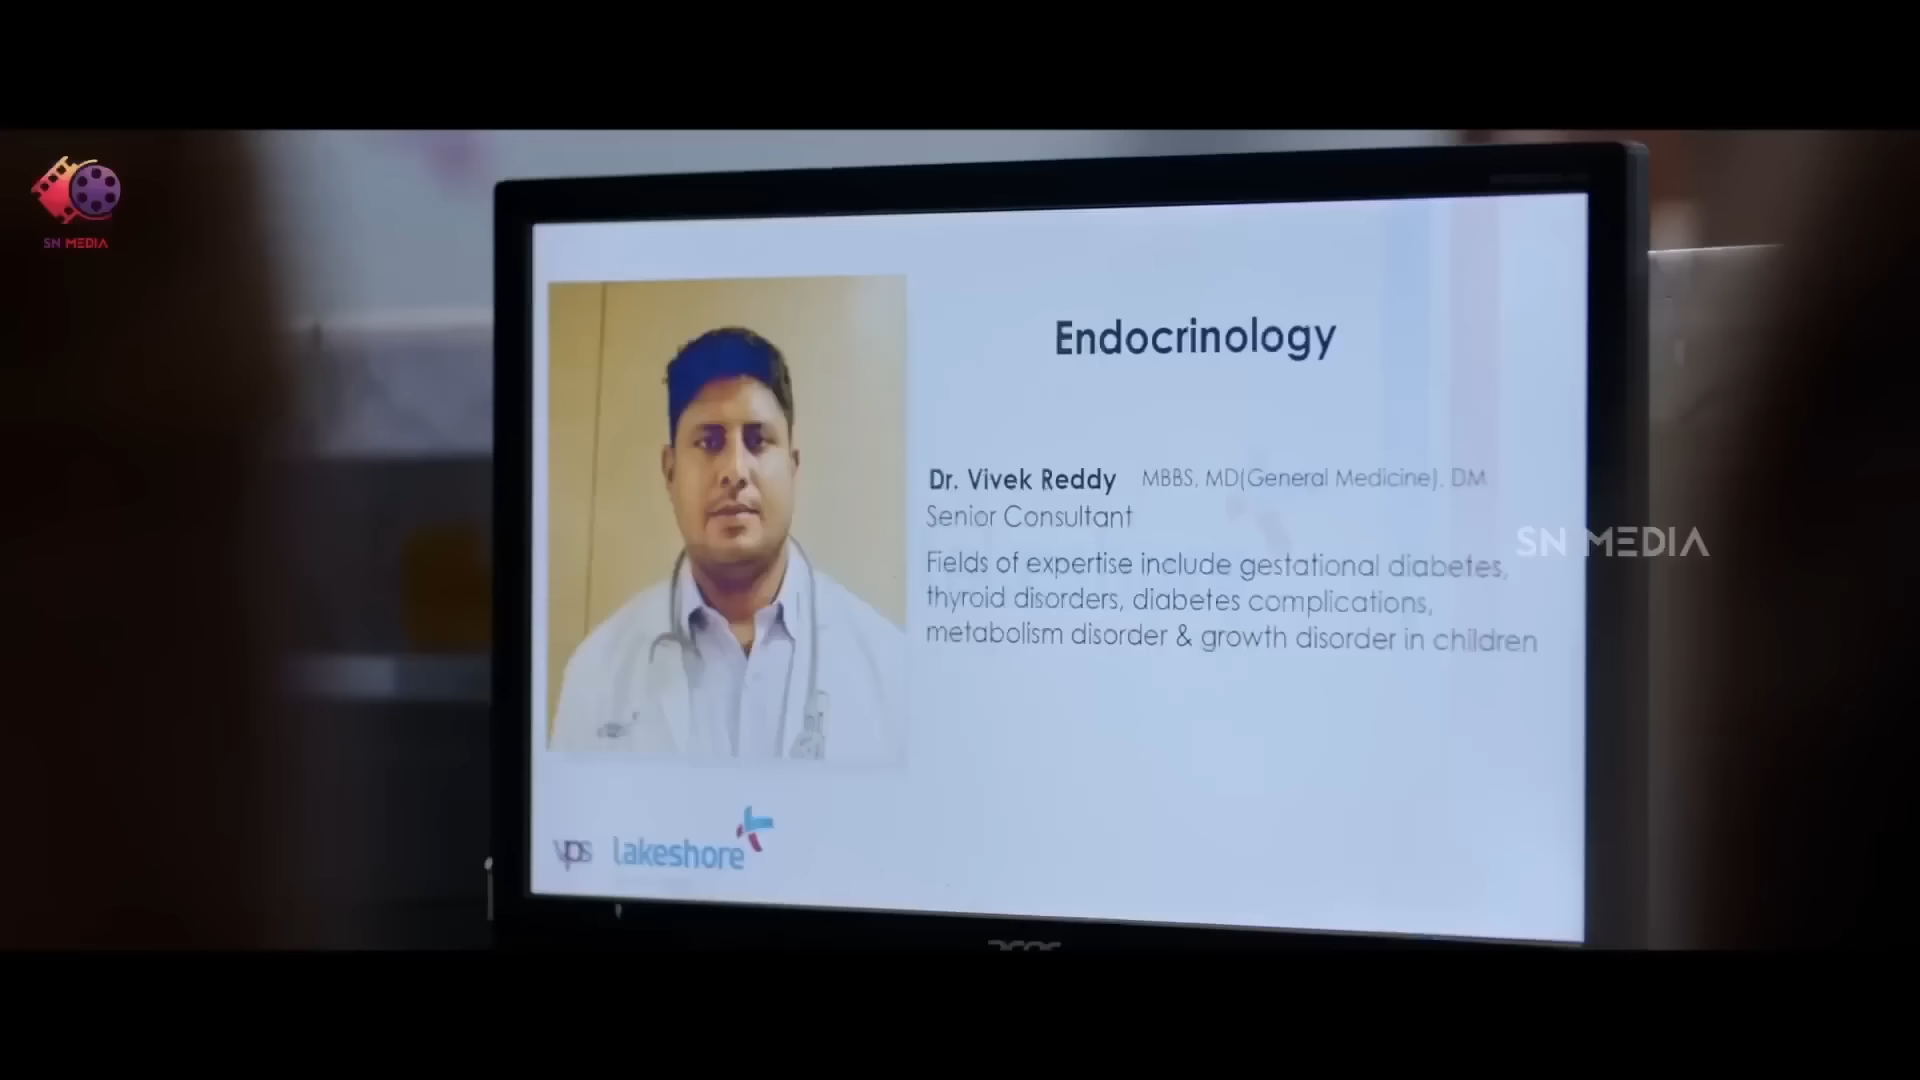 SN MEDIA
Endocrinology
Dr. Vivek Reddy MBBS, MD(General Medicine), DM
Senior Consultant
SN MEDIA
Fields of expertise include gestational diabetes,
thyroid disorders, diabetes complications,
metabolism disorder & growth disorder in children
vps lakeshore
acer